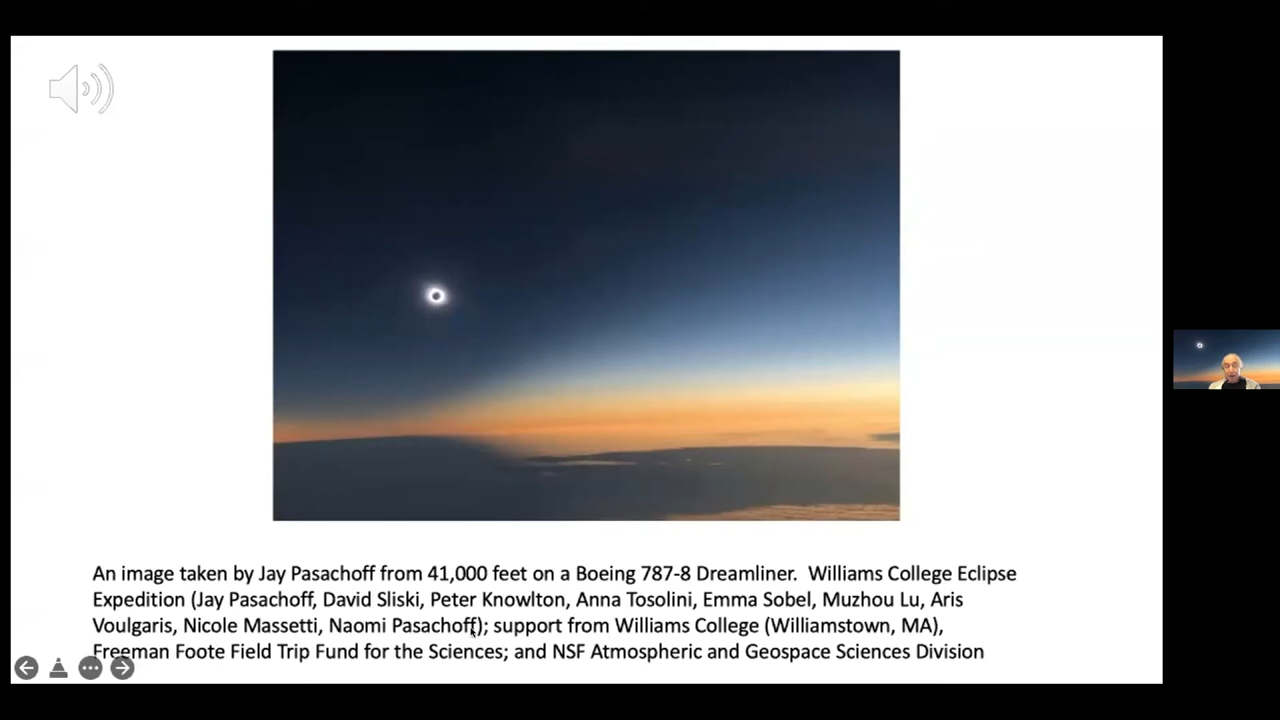 An image taken by Jay Pasachoff from 41,000 feet on a Boeing 787-8 Dreamliner.  Williams College Eclipse
Expedition (Jay Pasachoff, David Sliski, Peter Knowlton, Anna Tosolini, Emma Sobel, Muzhou Lu, Aris
Voulgaris, Nicole Massetti, Naomi Pasachoff); support from Williams College (Williamstown, MA),
Freeman Foote Field Trip Fund for the Sciences; and NSF Atmospheric and Geospace Sciences Division